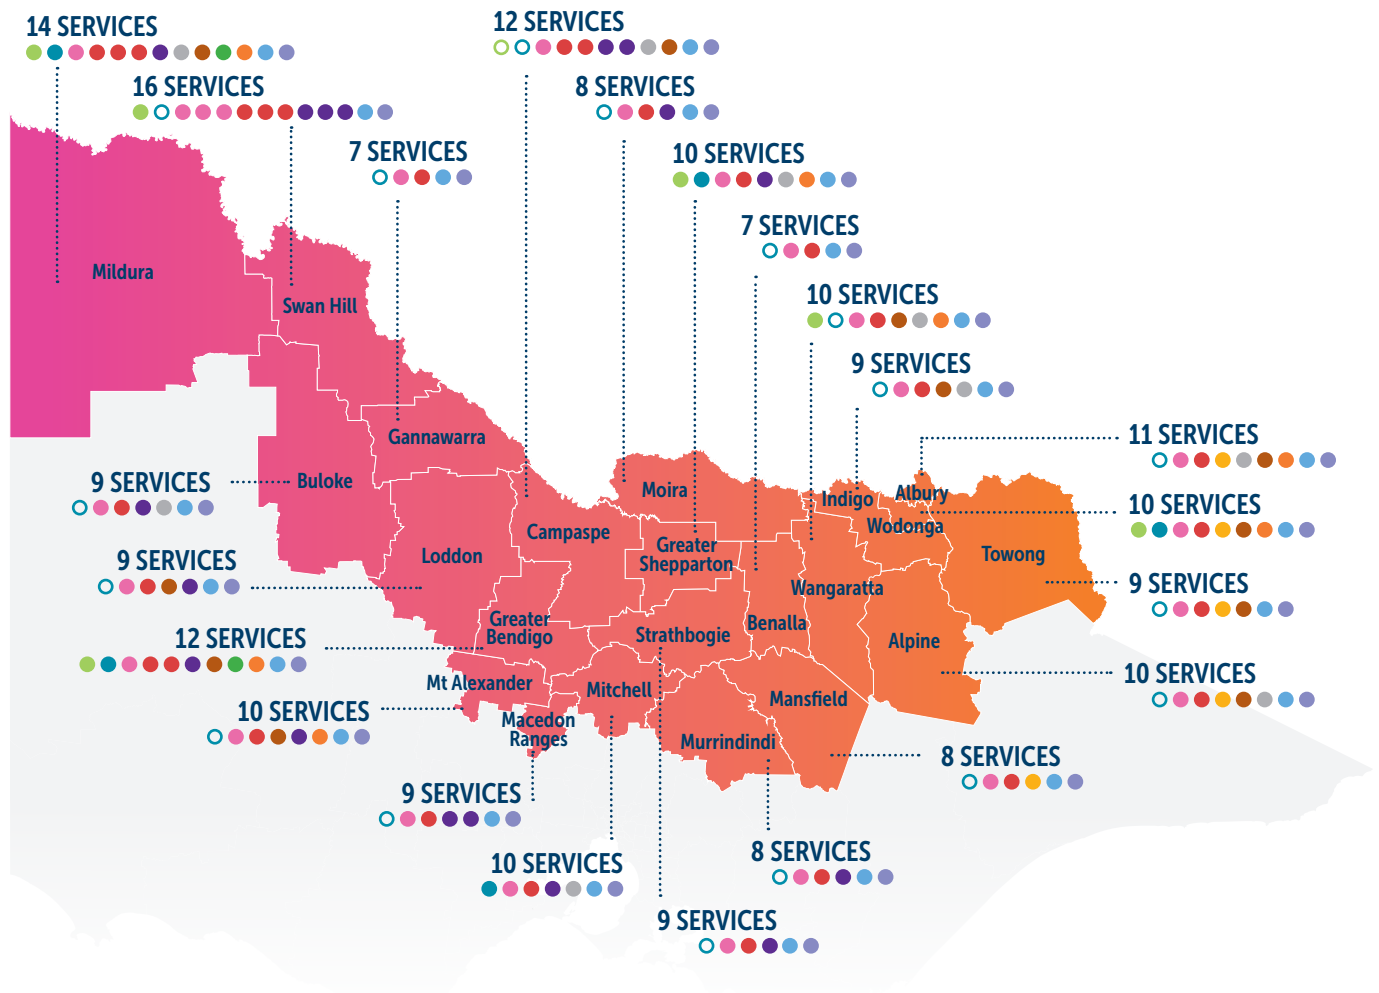 14 SERVICES
12 SERVICES
16 SERVICES
8 SERVICES
7 SERVICES
10 SERVICES
7 SERVICES
10 SERVICES
9 SERVICES
11 SERVICES
10 SERVICES
9 SERVICES
10 SERVICES
8 SERVICES
8 SERVICES
9 SERVICES
10 SERVICES
9 SERVICES
10 SERVICES
12 SERVICES
9 SERVICES
9 SERVICES
Mildura
Swan Hill
Gannawarra
Buloke
Loddon
Campaspe
Moira
Greater
Shepparton
Indigo
Albury
Wodonga
Towong
Wangaratta
Benalla
Alpine
Strathbogie
Greater
Bendigo
Mt Alexander
Mitchell
Macedon
Ranges
Murrindindi
Mansfield